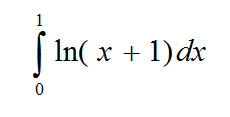 1
∫ ln( x + 1)dx
0